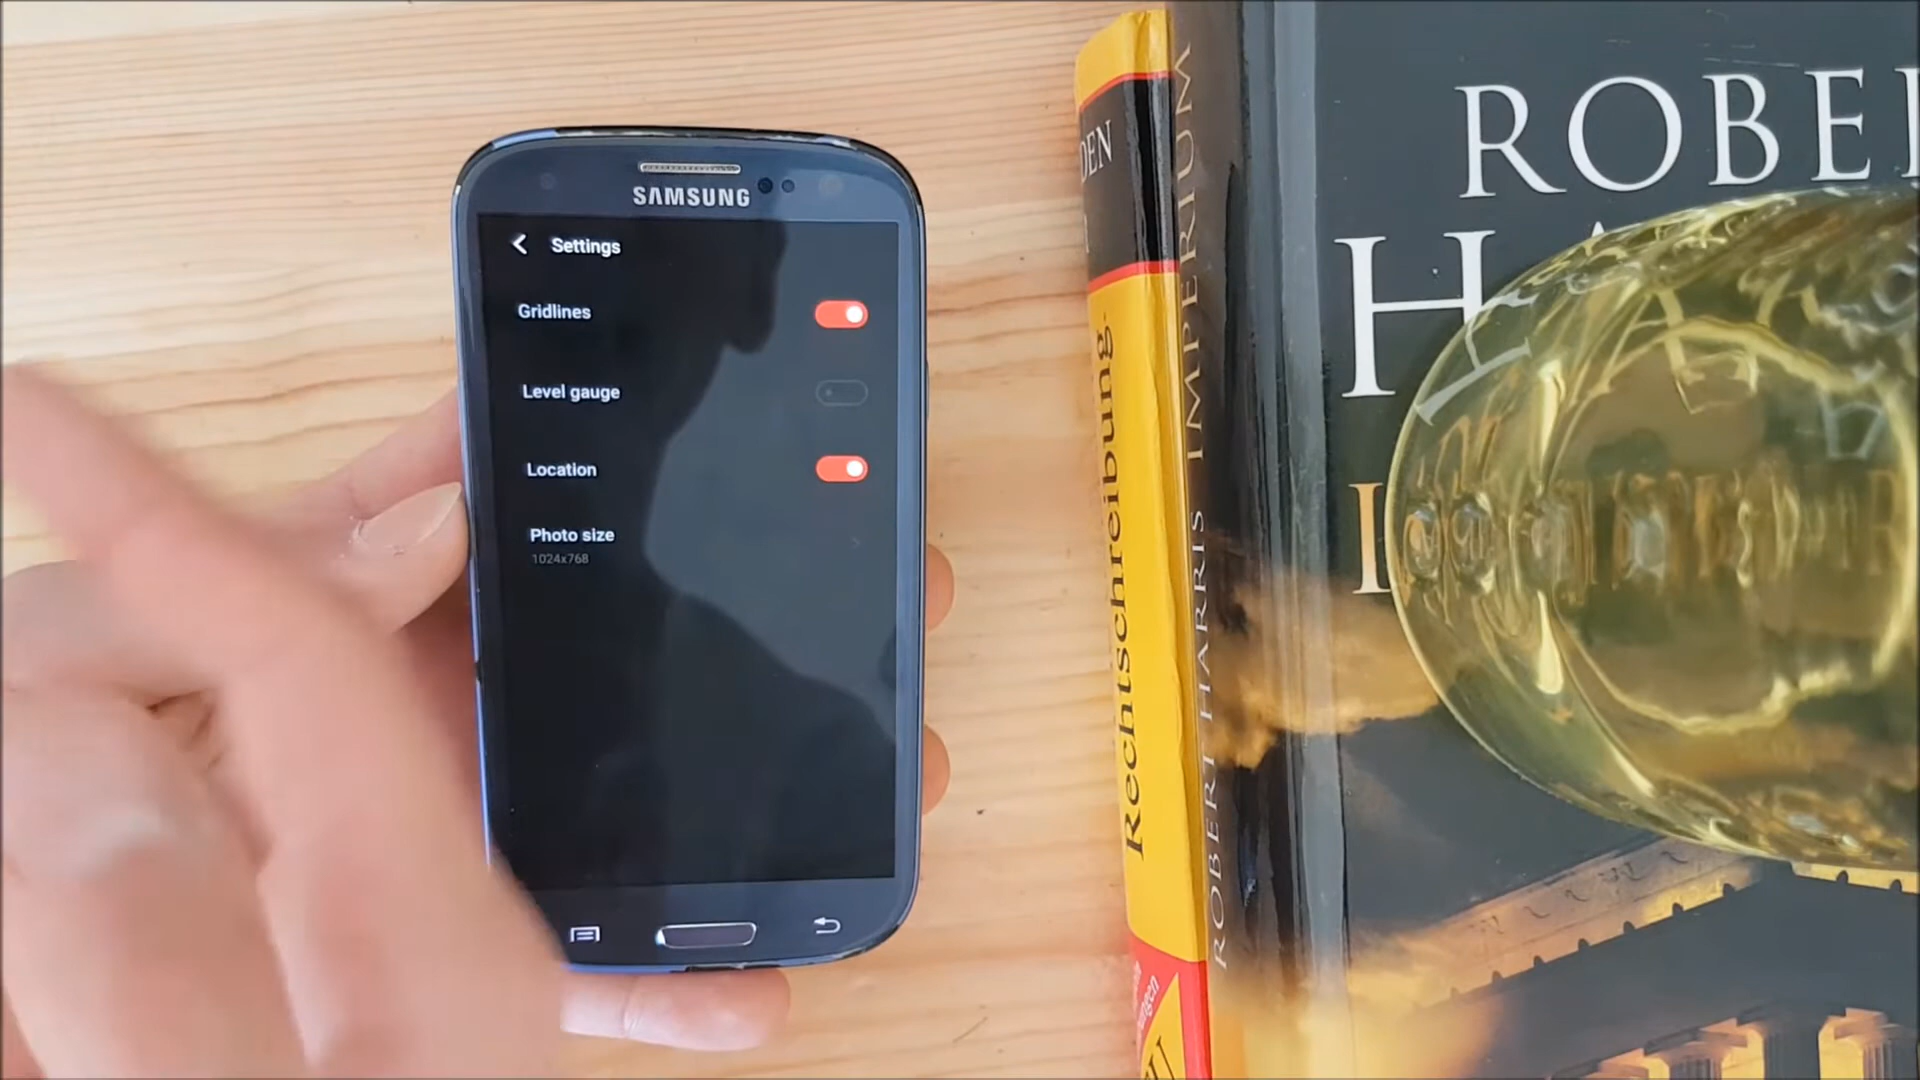 SAMSUNG
Settings
Gridlines
Level gauge
Location
Photo size
1024x768
DEN
Rechtschreibung
ROBERT HARRIS IMPERIUM
ROBE
H
I